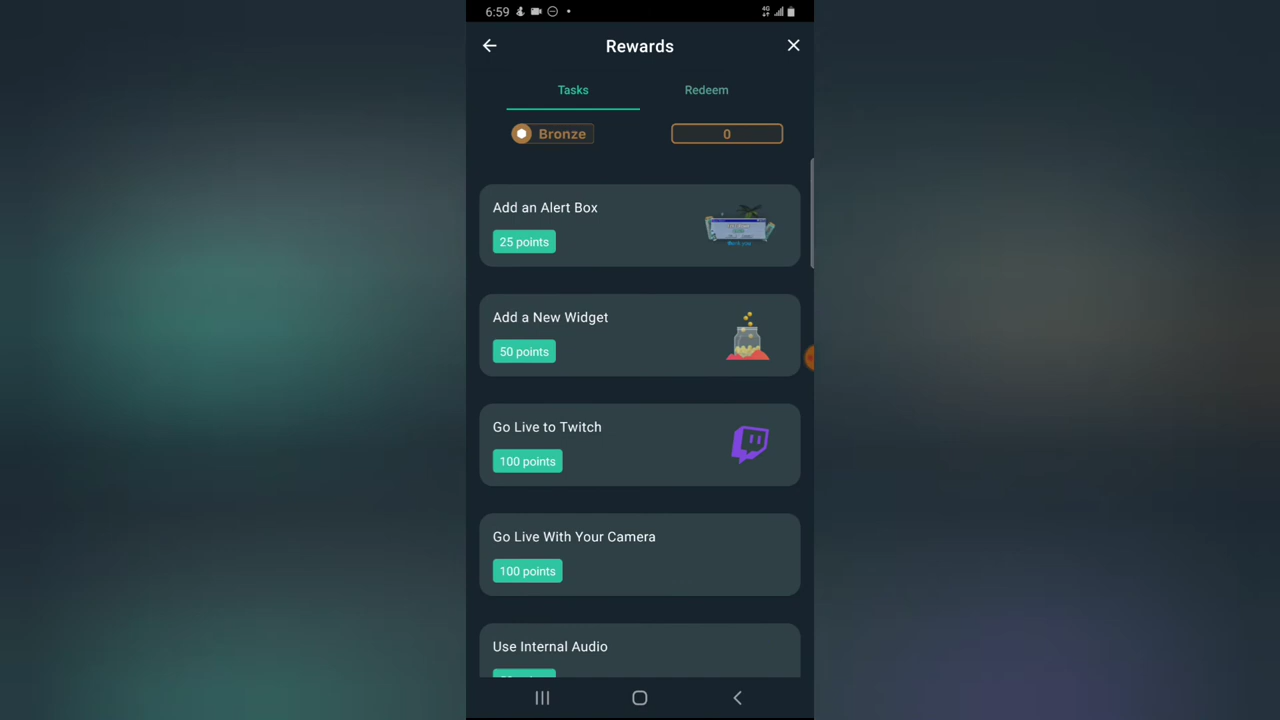 6:59
4G
Rewards
Tasks
Redeem
Bronze
0
Add an Alert Box
25 points
Add a New Widget
50 points
Go Live to Twitch
100 points
Go Live With Your Camera
100 points
Use Internal Audio